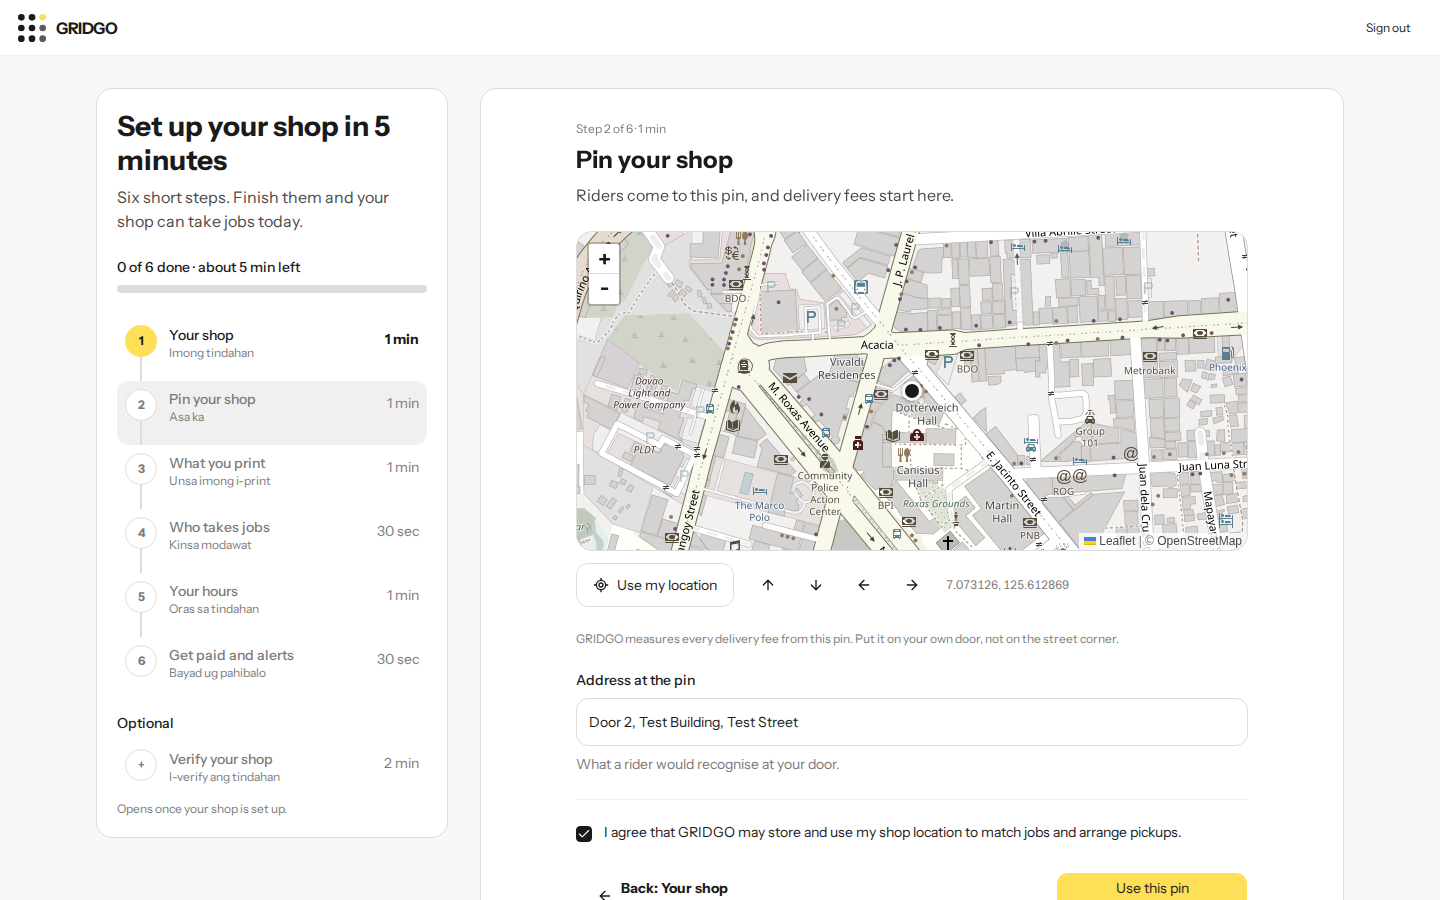 GRIDGO
Sign out
Set up your shop in 5
minutes
Six short steps. Finish them and your
shop can take jobs today.
0 of 6 done · about 5 min left
1
Your shop
1 min
Imong tindahan
2
Pin your shop
1 min
Asa ka
3
What you print
1 min
Unsa imong i-print
4
Who takes jobs
30 sec
Kinsa modawat
5
Your hours
1 min
Oras sa tindahan
6
Get paid and alerts
30 sec
Bayad ug pahibalo
Optional
+
Verify your shop
2 min
I-verify ang tindahan
Opens once your shop is set up.
Step 2 of 6 · 1 min
Pin your shop
Riders come to this pin, and delivery fees start here.
+
-
BDO
P
J. P. Laurel
Acacia
Vivaldi
Residences
P
BDO
Metrobank
Phoenix
Davao
Light and
Power Company
M. Roxas Avenue
Dotterweich
Hall
Group
101
PLDT
Community
Police
Action
Center
Canisius
Hall
E. Jacinto Street
Juan Luna Str
The Marco
Polo
BPI
Roxas Grounds
Martin
Hall
ROG
Juan dela Cru
Mapayar
PNB
angoy Street
Leaflet | © OpenStreetMap
Use my location
7.073126, 125.612869
GRIDGO measures every delivery fee from this pin. Put it on your own door, not on the street corner.
Address at the pin
Door 2, Test Building, Test Street
What a rider would recognise at your door.
I agree that GRIDGO may store and use my shop location to match jobs and arrange pickups.
Back: Your shop
Use this pin